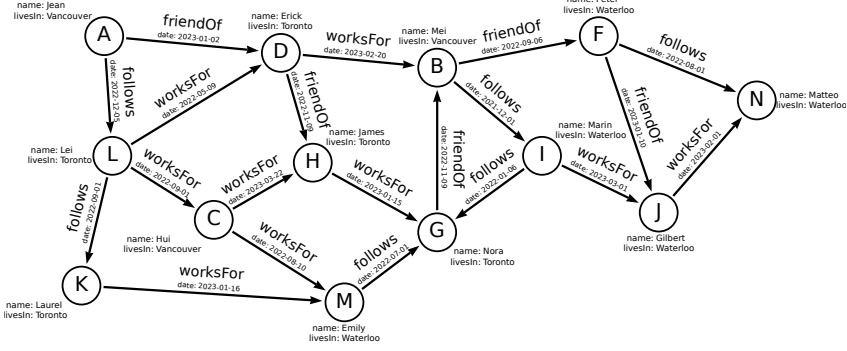 name: Jean
livesIn: Vancouver
A
friendOf
date: 2023-01-02
name: Erick
livesIn: Toronto
D
worksFor
date: 2023-02-20
name: Mei
livesIn: Vancouver
B
friendOf
date: 2022-09-06
livesIn: Waterloo
F
follows
date: 2022-08-01
N
name: Matteo
livesIn: Waterloo
follows
date: 2022-12-05
worksFor
date: 2022-05-09
friendOf
date: 2022-11-09
follows
date: 2021-12-01
friendOf
date: 2023-01-10
worksFor
date: 2023-02-01
name: Lei
livesIn: Toronto
L
worksFor
date: 2022-09-01
worksFor
date: 2023-03-22
name: James
livesIn: Toronto
H
worksFor
date: 2023-01-15
friendOf
date: 2022-11-09
follows
date: 2022-01-06
name: Marin
livesIn: Waterloo
I
worksFor
date: 2023-03-01
J
name: Gilbert
livesIn: Waterloo
follows
date: 2022-09-01
C
name: Hui
livesIn: Vancouver
worksFor
date: 2022-08-10
follows
date: 2022-07-01
G
name: Nora
livesIn: Toronto
K
name: Laurel
livesIn: Toronto
worksFor
date: 2023-01-16
M
name: Emily
livesIn: Waterloo